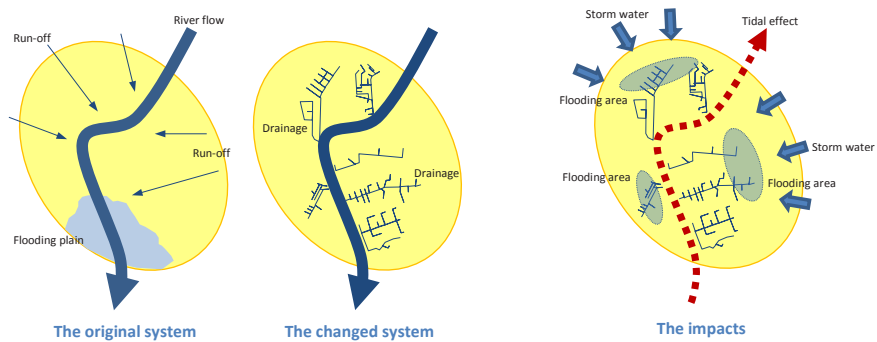 River flow
Run-off
Run-off
Flooding plain
The original system
Drainage
Drainage
The changed system
Storm water
Tidal effect
Flooding area
Storm water
Flooding area
Flooding area
The impacts